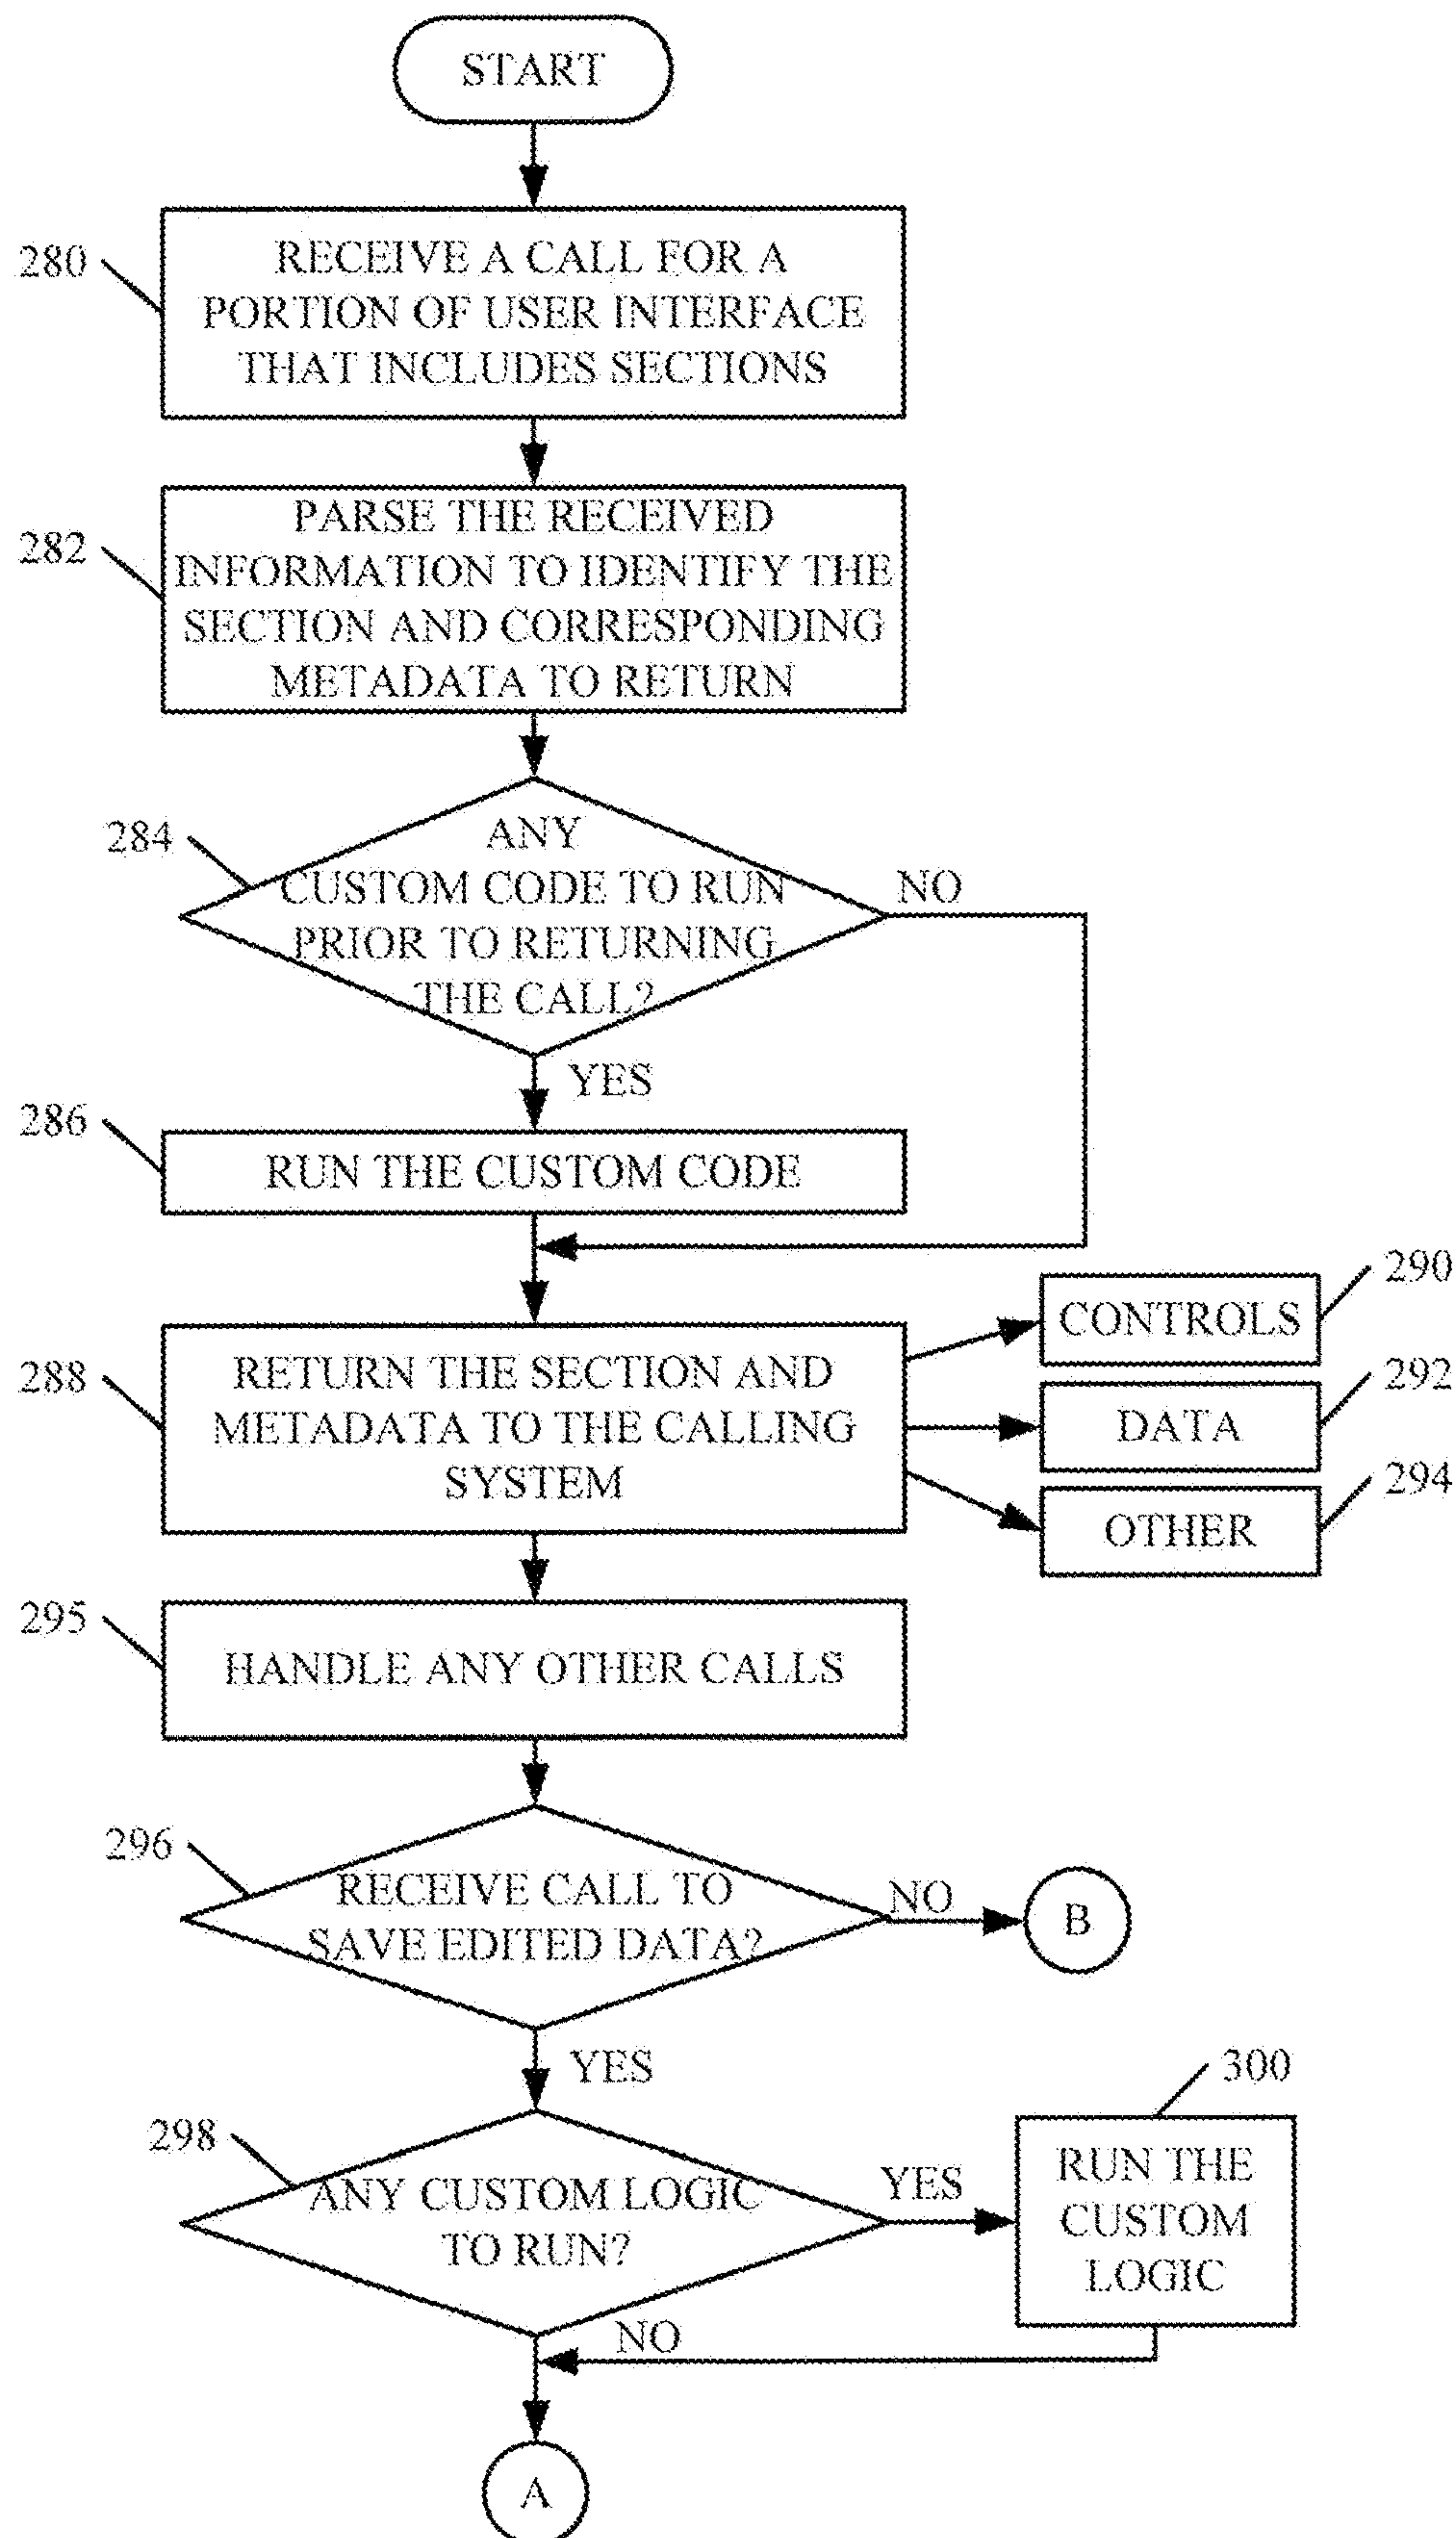 START
280
RECEIVE A CALL FOR A
PORTION OF USER INTERFACE
THAT INCLUDES SECTIONS
282
PARSE THE RECEIVED
INFORMATION TO IDENTIFY THE
SECTION AND CORRESPONDING
METADATA TO RETURN
284
ANY
CUSTOM CODE TO RUN
PRIOR TO RETURNING
THE CALL?
NO
YES
286
RUN THE CUSTOM CODE
288
RETURN THE SECTION AND
METADATA TO THE CALLING
SYSTEM
CONTROLS
290
DATA
292
OTHER
294
295
HANDLE ANY OTHER CALLS
296
RECEIVE CALL TO
SAVE EDITED DATA?
NO
B
YES
298
ANY CUSTOM LOGIC
TO RUN?
YES
300
RUN THE
CUSTOM
LOGIC
NO
A